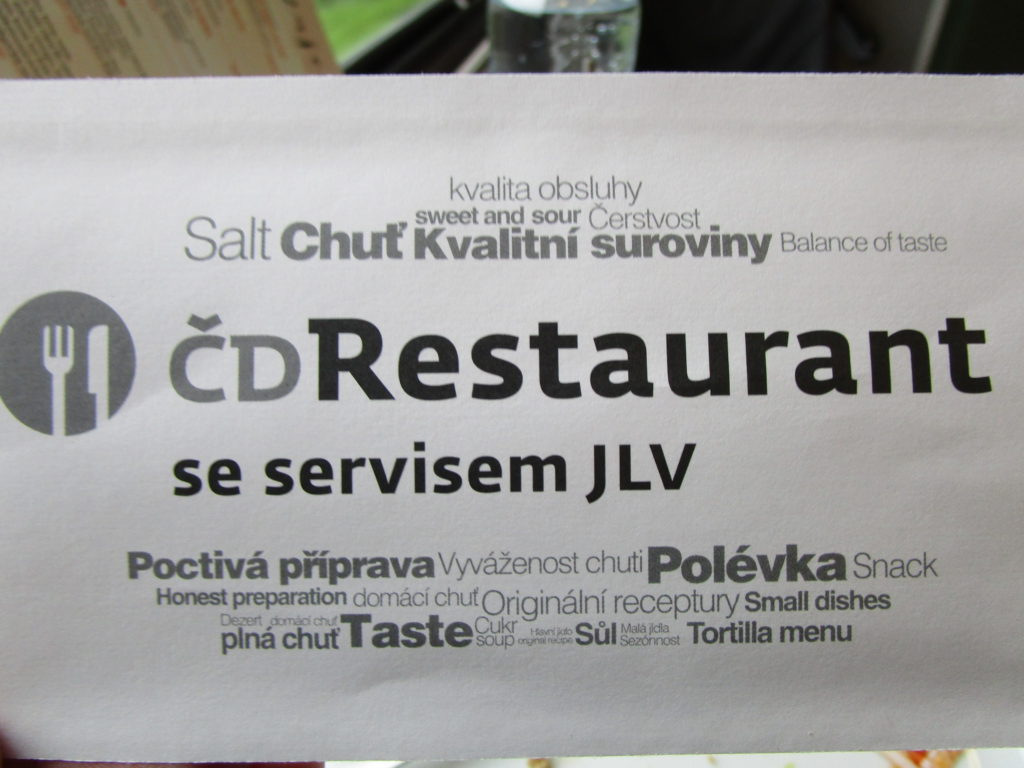 kvalita obsluhy
sweet and sour Čerstvost
Salt Chuť Kvalitní suroviny Balance of taste
ČD Restaurant
se servisem JLV
Poctivá příprava Vyváženost chuti Polévka Snack
Honest preparation domácí chuť Originální receptury Small dishes
Dezert domácí chuť Cukr Hlavní jídlo Malá jídla
plná chuť Taste soup original recipe Sůl Sezónnost Tortilla menu